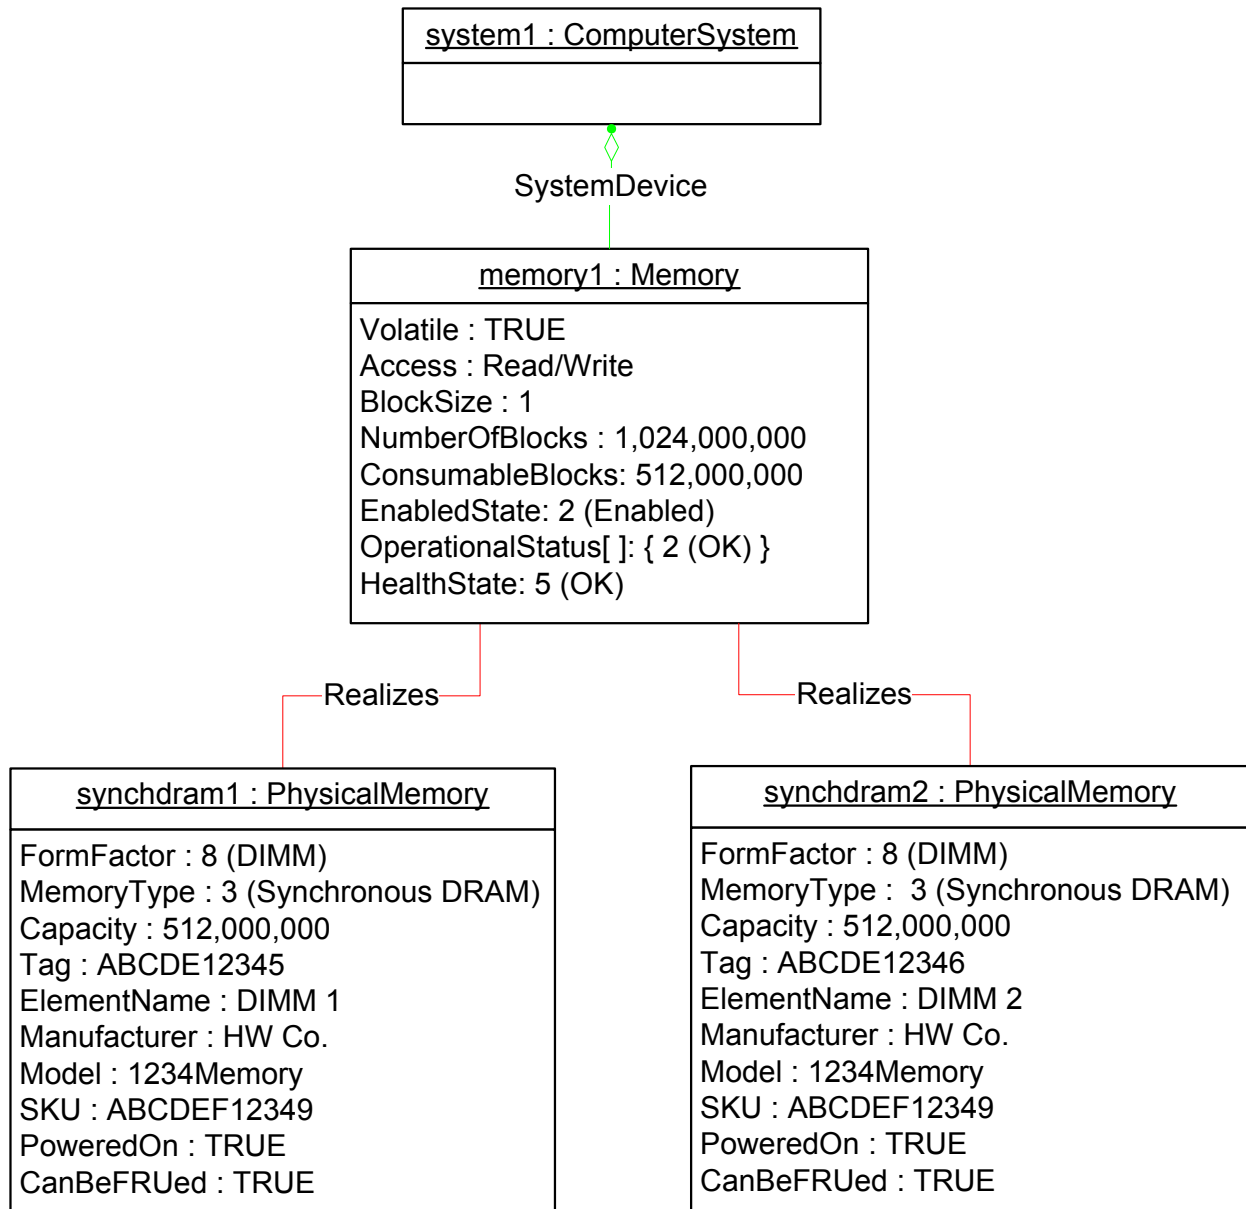 system1 : ComputerSystem
SystemDevice
memory1 : Memory
Volatile : TRUE
Access : Read/Write
BlockSize : 1
NumberOfBlocks : 1,024,000,000
ConsumableBlocks: 512,000,000
EnabledState: 2 (Enabled)
OperationalStatus[ ]: { 2 (OK) }
HealthState: 5 (OK)
Realizes
Realizes
synchdram1 : PhysicalMemory
FormFactor : 8 (DIMM)
MemoryType : 3 (Synchronous DRAM)
Capacity : 512,000,000
Tag : ABCDE12345
ElementName : DIMM 1
Manufacturer : HW Co.
Model : 1234Memory
SKU : ABCDEF12349
PoweredOn : TRUE
CanBeFRUed : TRUE
synchdram2 : PhysicalMemory
FormFactor : 8 (DIMM)
MemoryType :  3 (Synchronous DRAM)
Capacity : 512,000,000
Tag : ABCDE12346
ElementName : DIMM 2
Manufacturer : HW Co.
Model : 1234Memory
SKU : ABCDEF12349
PoweredOn : TRUE
CanBeFRUed : TRUE